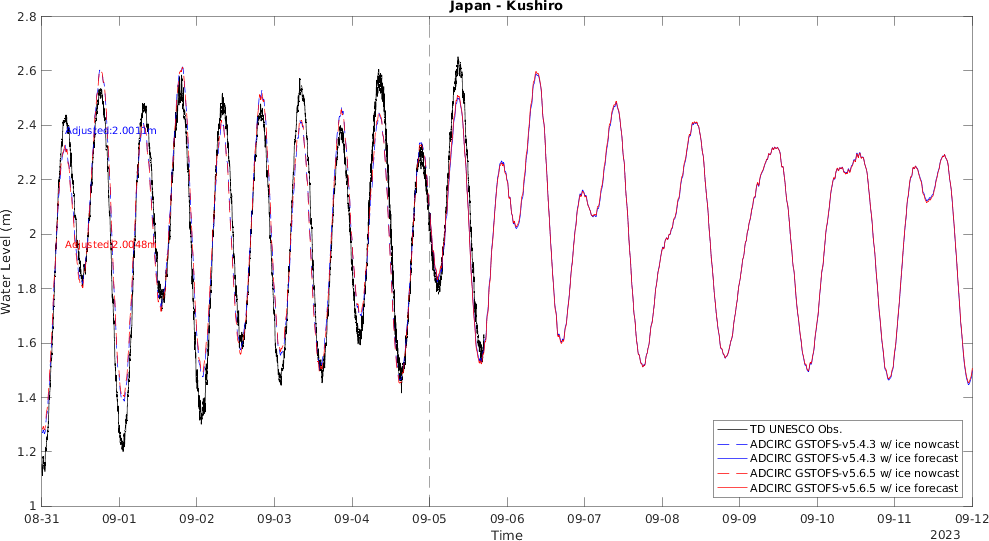 Japan - Kushiro
2.8
2.6
2.4
2.2
2
1.8
1.6
1.4
1.2
1
Water Level (m)
Adjusted:2.0011m
Adjusted:2.0048m
TD UNESCO Obs.
ADCIRC GSTOFS-v5.4.3 w/ ice nowcast
ADCIRC GSTOFS-v5.4.3 w/ ice forecast
ADCIRC GSTOFS-v5.6.5 w/ ice nowcast
ADCIRC GSTOFS-v5.6.5 w/ ice forecast
08-31 09-01 09-02 09-03 09-04 09-05 09-06 09-07 09-08 09-09 09-10 09-11 09-12
Time
2023